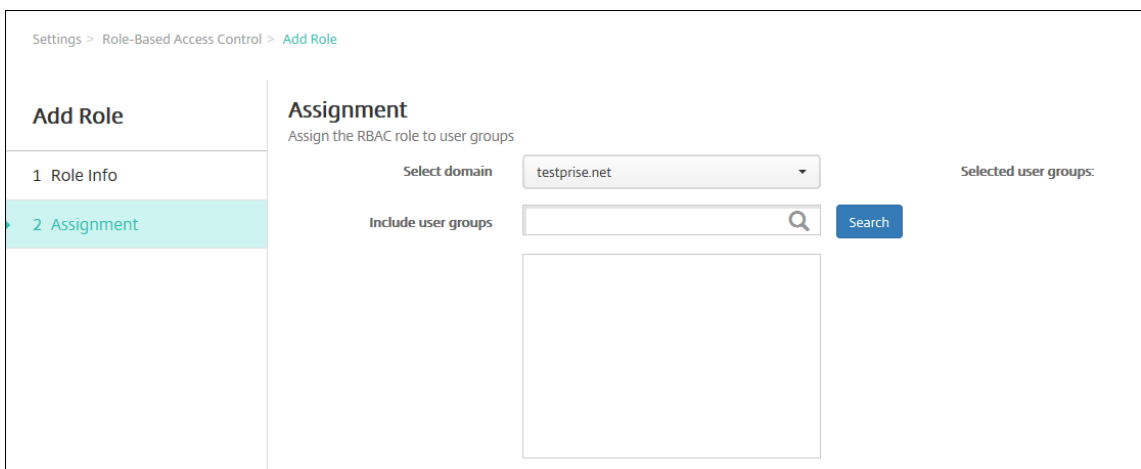 Settings > Role-Based Access Control > Add Role
Add Role
1 Role Info
2 Assignment
Assignment
Assign the RBAC role to user groups
Select domain
testprise.net
Selected user groups:
Include user groups
Search